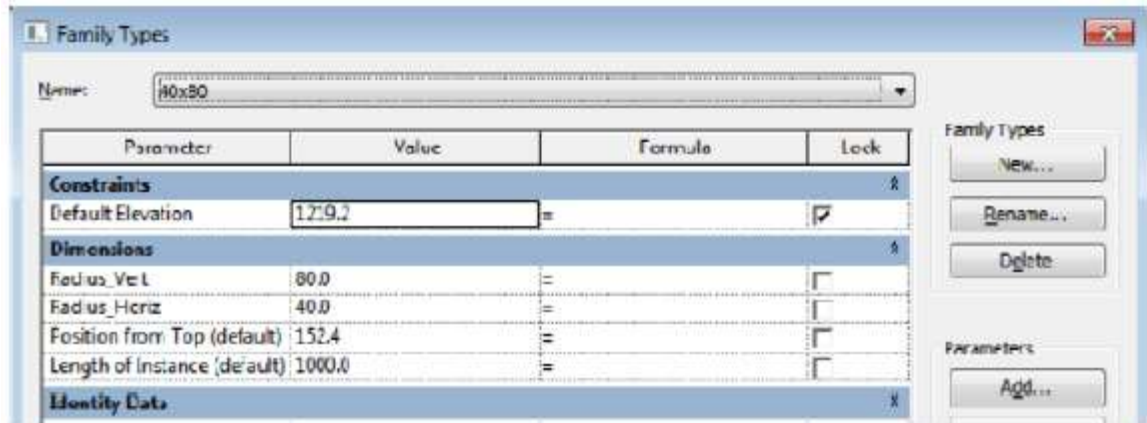 Family Types
Name: 40x80
Parameter Value Formula Lock
Constraints
Default Elevation 1219.2 =
Dimensions
Radius_Vert 80.0 =
Radius_Horiz 40.0 =
Position from Top (default) 152.4 =
Length of Instance (default) 1000.0 =
Identity Data
Family Types
New...
Rename...
Delete
Parameters
Add...